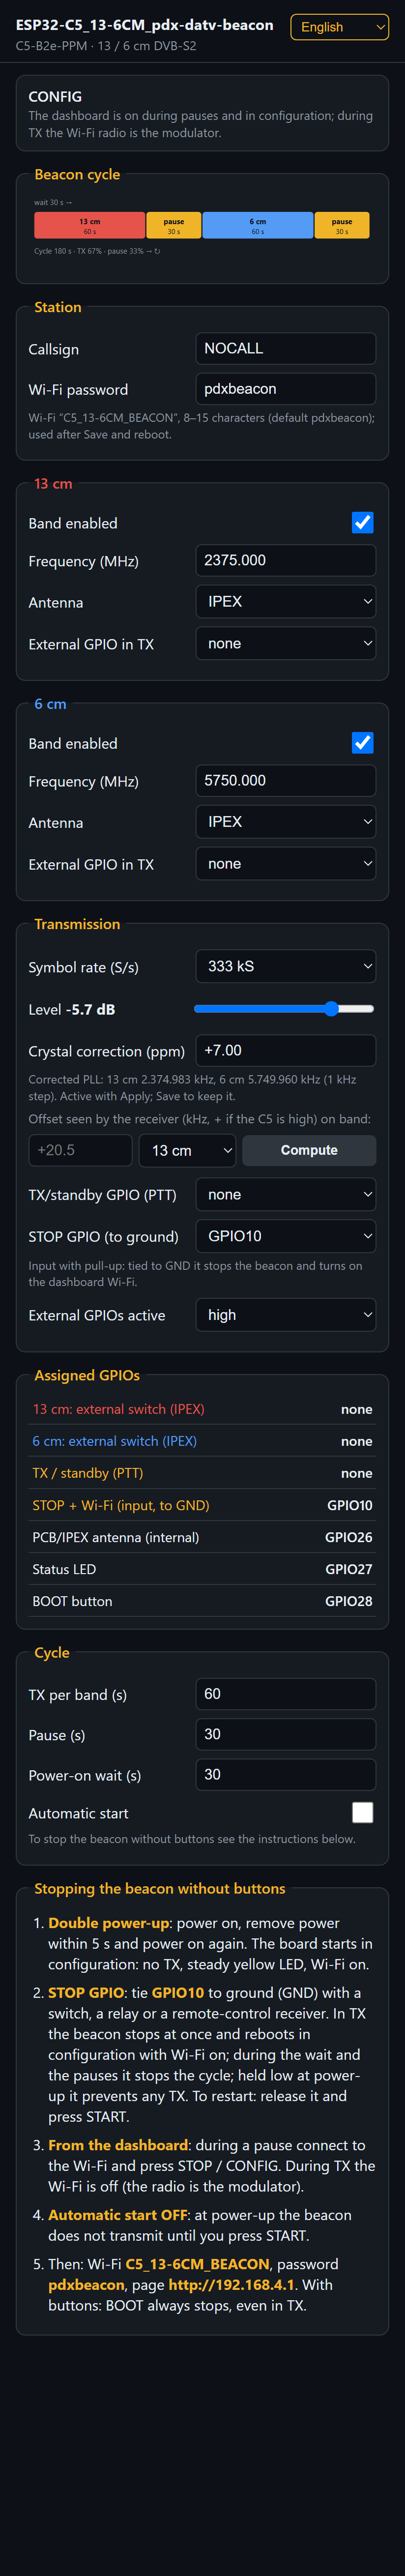 ESP32-C5_13-6CM_pdx-datv-beacon
English
C5-B2e-PPM · 13 / 6 cm DVB-S2
CONFIG
The dashboard is on during pauses and in configuration; during
TX the Wi-Fi radio is the modulator.
Beacon cycle
wait 30 s →
13 cm
60 s
pause
30 s
6 cm
60 s
pause
30 s
Cycle 180 s · TX 67% · pause 33% → ↻
Station
Callsign
NOCALL
Wi-Fi password
pdxbeacon
Wi-Fi “C5_13-6CM_BEACON”, 8–15 characters (default pdxbeacon);
used after Save and reboot.
13 cm
Band enabled
Frequency (MHz)
2375.000
Antenna
IPEX
External GPIO in TX
none
6 cm
Band enabled
Frequency (MHz)
5750.000
Antenna
IPEX
External GPIO in TX
none
Transmission
Symbol rate (S/s)
333 kS
Level -5.7 dB
Crystal correction (ppm)
+7.00
Corrected PLL: 13 cm 2.374.983 kHz, 6 cm 5.749.960 kHz (1 kHz
step). Active with Apply; Save to keep it.
Offset seen by the receiver (kHz, + if the C5 is high) on band:
+20.5
13 cm
Compute
TX/standby GPIO (PTT)
none
STOP GPIO (to ground)
GPIO10
Input with pull-up: tied to GND it stops the beacon and turns on
the dashboard Wi-Fi.
External GPIOs active
high
Assigned GPIOs
13 cm: external switch (IPEX)
none
6 cm: external switch (IPEX)
none
TX / standby (PTT)
none
STOP + Wi-Fi (input, to GND)
GPIO10
PCB/IPEX antenna (internal)
GPIO26
Status LED
GPIO27
BOOT button
GPIO28
Cycle
TX per band (s)
60
Pause (s)
30
Power-on wait (s)
30
Automatic start
To stop the beacon without buttons see the instructions below.
Stopping the beacon without buttons
1. Double power-up: power on, remove power
within 5 s and power on again. The board starts in
configuration: no TX, steady yellow LED, Wi-Fi on.
2. STOP GPIO: tie GPIO10 to ground (GND) with a
switch, a relay or a remote-control receiver. In TX
the beacon stops at once and reboots in
configuration with Wi-Fi on; during the wait and
the pauses it stops the cycle; held low at power-
up it prevents any TX. To restart: release it and
press START.
3. From the dashboard: during a pause connect to
the Wi-Fi and press STOP / CONFIG. During TX the
Wi-Fi is off (the radio is the modulator).
4. Automatic start OFF: at power-up the beacon
does not transmit until you press START.
5. Then: Wi-Fi C5_13-6CM_BEACON, password
pdxbeacon, page http://192.168.4.1. With
buttons: BOOT always stops, even in TX.